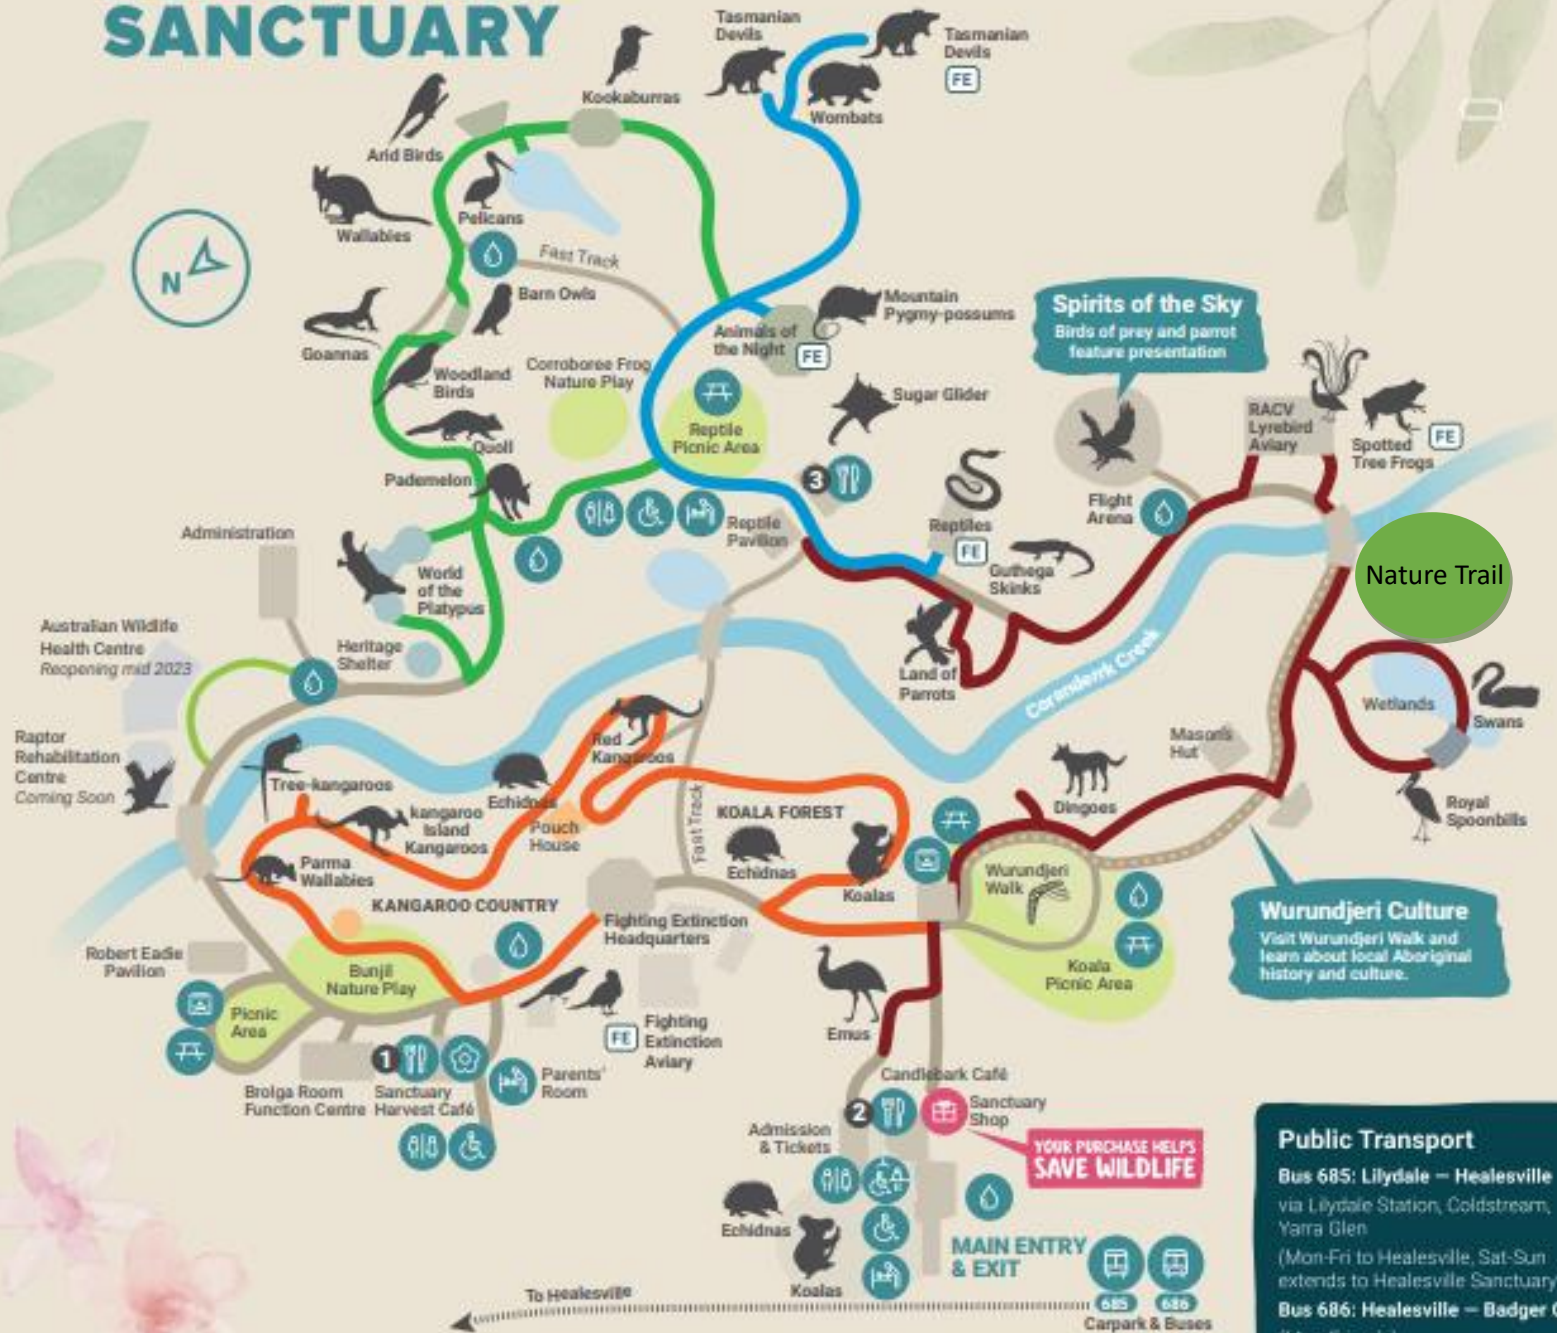 SANCTUARY
Tasmanian
Devils
Tasmanian
Devils
FE
Kookaburras
Wombats
Arid Birds
Wallabies
Pelicans
N
Fast Track
Barn Owls
Goannas
Mountain
Pygmy-possums
Animals of
the Night
FE
Spirits of the Sky
Birds of prey and parrot
feature presentation
Woodland
Birds
Corroboree Frog
Nature Play
Sugar Glider
Reptile
Picnic Area
RACV
Lyrebird
Aviary
Spotted
Tree Frogs
FE
Quoll
Pademelon
3
Flight
Arena
Administration
Reptile
Pavilion
Reptiles
FE
Guthega
Skinks
Nature Trail
World
of the
Platypus
Australian Wildlife
Health Centre
Reopening mid 2023
Heritage
Shelter
Land of
Parrots
Coranderrk Creek
Wetlands
Swans
Raptor
Rehabilitation
Centre
Coming Soon
Red
Kangaroos
Mason's
Hut
Tree-kangaroos
Echidnas
Dingoes
Royal
Spoonbills
kangaroo
Island
Kangaroos
Pouch
House
Fast Track
KOALA FOREST
Echidnas
Koalas
Parma
Wallabies
Wurundjeri
Walk
KANGAROO COUNTRY
Fighting Extinction
Headquarters
Wurundjeri Culture
Visit Wurundjeri Walk and
learn about local Aboriginal
history and culture.
Robert Eadie
Pavilion
Bunjil
Nature Play
Koala
Picnic Area
Picnic
Area
Emus
FE
Fighting
Extinction
Aviary
1
Parents'
Room
Brolga Room
Function Centre
Sanctuary
Harvest Café
Candlebark Café
2
Sanctuary
Shop
Admission
& Tickets
YOUR PURCHASE HELPS
SAVE WILDLIFE
Echidnas
Koalas
MAIN ENTRY
& EXIT
To Healesville
685
686
Carpark & Buses
Public Transport
Bus 685: Lilydale – Healesville
via Lilydale Station, Coldstream,
Yarra Glen
(Mon-Fri to Healesville, Sat-Sun
extends to Healesville Sanctuary
Bus 686: Healesville – Badger C